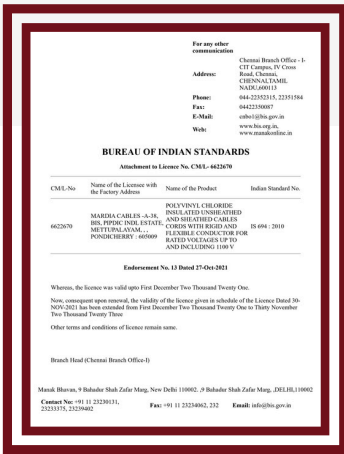 For any other
communication
Address:
Chennai Branch Office - I-
CIT Campus, IV Cross
Road, Chennai,
CHENNAI,TAMIL
NADU,600113
Phone: 044-22352315, 22351584
Fax: 04422350087
E-Mail: cnbo1@bis.gov.in
Web:
www.bis.org.in,
www.manakonline.in
BUREAU OF INDIAN STANDARDS
Attachment to Licence No. CM/L- 6622670
CM/L-No
Name of the Licensee with
the Factory Address
Name of the Product
Indian Standard No.
6622670
MARDIA CABLES -A-38,
BIS, PIPDIC INDL ESTATE,
METTUPALAYAM, , ,
PONDICHERRY : 605009
POLYVINYL CHLORIDE
INSULATED UNSHEATHED
AND SHEATHED CABLES
CORDS WITH RIGID AND
FLEXIBLE CONDUCTOR FOR
RATED VOLTAGES UP TO
AND INCLUDING 1100 V
IS 694 : 2010
Endorsement No. 13 Dated 27-Oct-2021
Whereas, the licence was valid upto First December Two Thousand Twenty One.
Now, consequent upon renewal, the validity of the licence given in schedule of the Licence Dated 30-
NOV-2021 has been extended from First December Two Thousand Twenty One to Thirty November
Two Thousand Twenty Three
Other terms and conditions of licence remain same.
Branch Head (Chennai Branch Office-I)
Manak Bhavan, 9 Bahadur Shah Zafar Marg, New Delhi 110002. ,9 Bahadur Shah Zafar Marg, ,DELHI,110002
Contact No: +91 11 23230131,
23233375, 23239402
Fax: +91 11 23234062, 232
Email: info@bis.gov.in